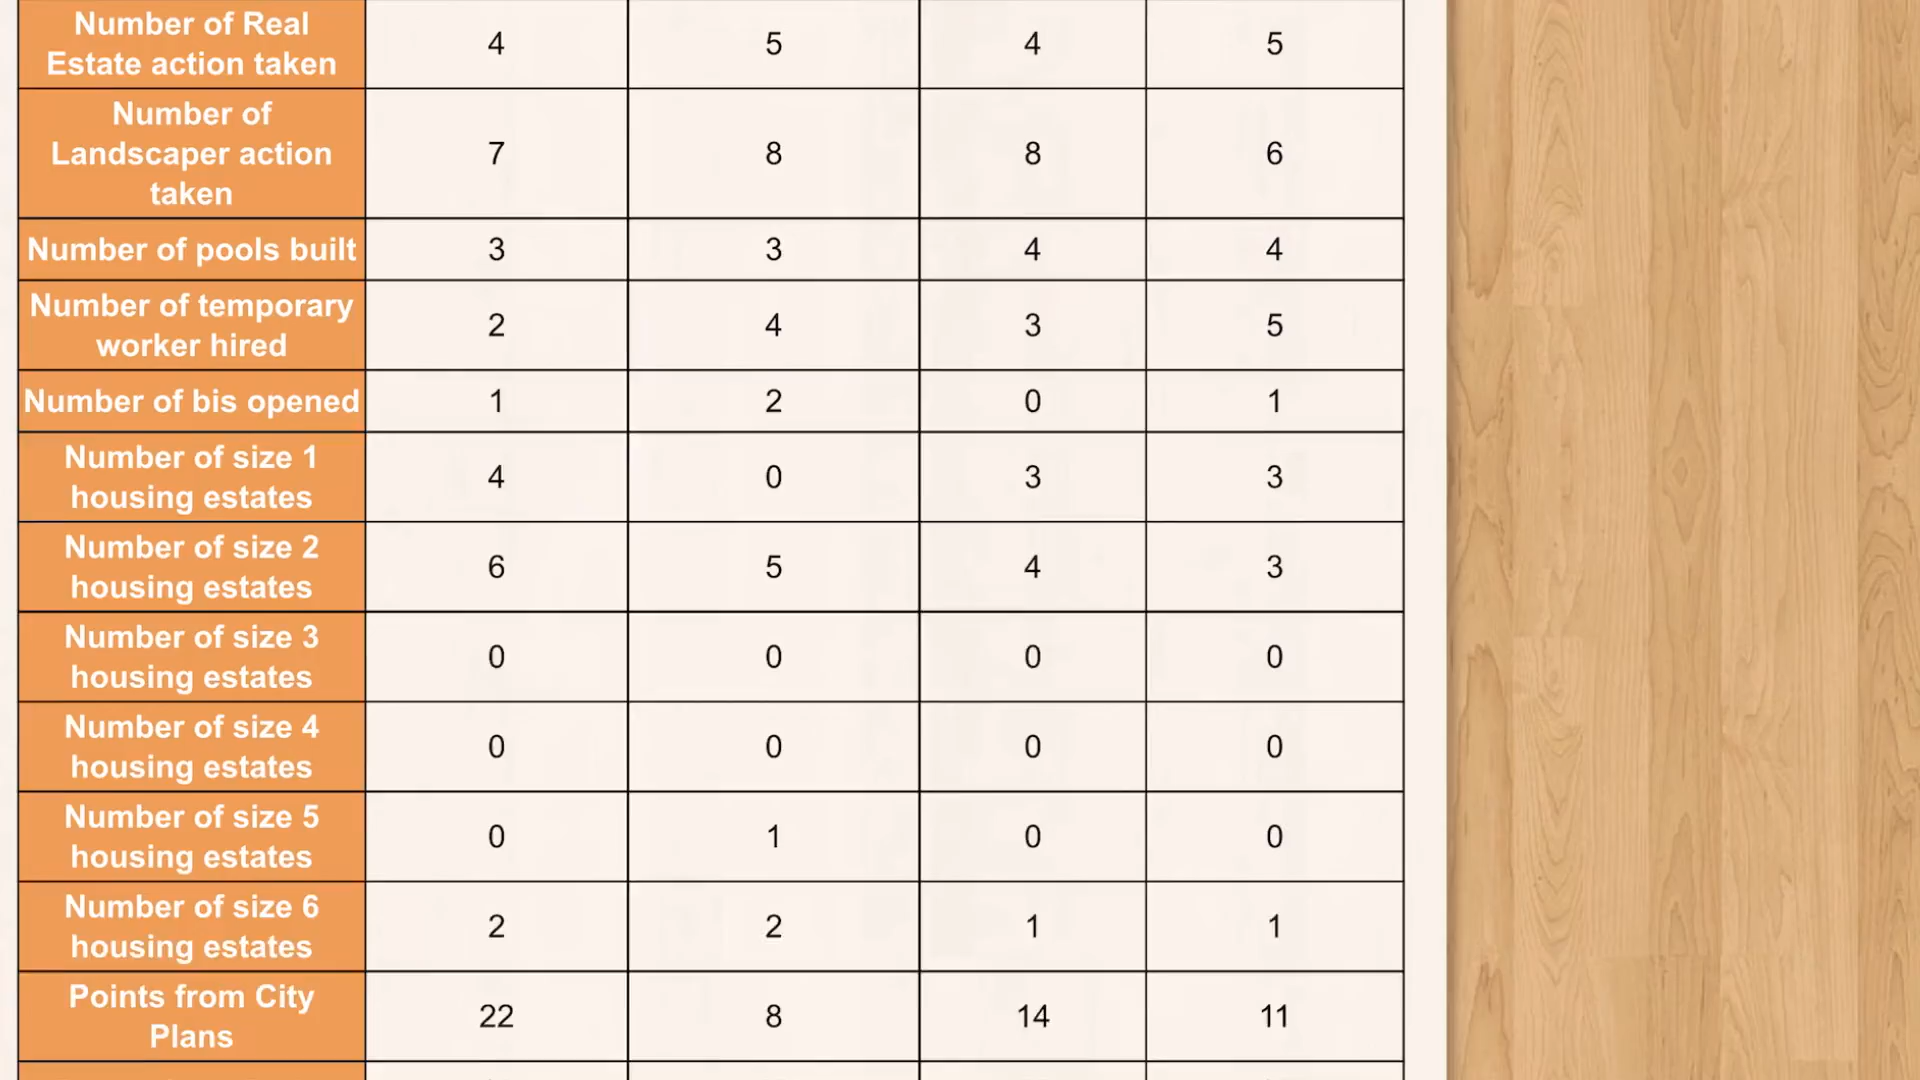 Number of Real
Estate action taken
4 5 4 5
Number of
Landscaper action
taken
7 8 8 6
Number of pools built
3 3 4 4
Number of temporary
worker hired
2 4 3 5
Number of bis opened
1 2 0 1
Number of size 1
housing estates
4 0 3 3
Number of size 2
housing estates
6 5 4 3
Number of size 3
housing estates
0 0 0 0
Number of size 4
housing estates
0 0 0 0
Number of size 5
housing estates
0 1 0 0
Number of size 6
housing estates
2 2 1 1
Points from City
Plans
22 8 14 11